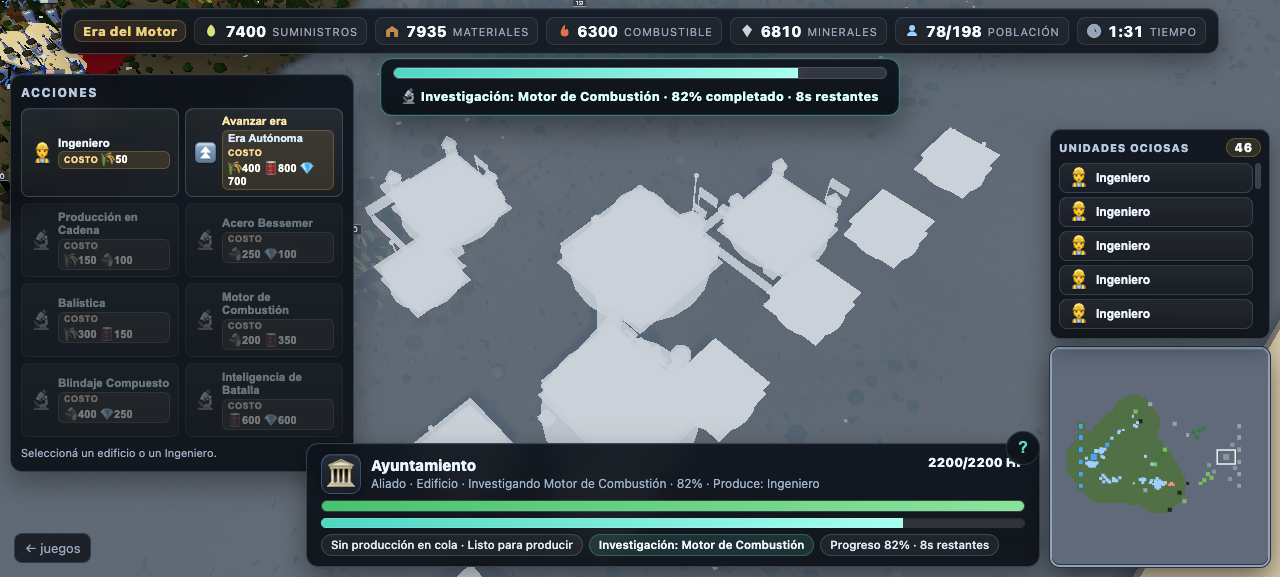 Era del Motor
7400 SUMINISTROS
7935 MATERIALES
6300 COMBUSTIBLE
6810 MINERALES
78/198 POBLACIÓN
1:31 TIEMPO
19
Investigación: Motor de Combustión · 82% completado · 8s restantes
ACCIONES
Ingeniero
COSTO 50
Avanzar era
Era Autónoma
COSTO
400 800
700
Producción en
Cadena
COSTO
150 100
Acero Bessemer
COSTO
250 100
Balística
COSTO
300 150
Motor de
Combustión
COSTO
200 350
Blindaje Compuesto
COSTO
400 250
Inteligencia de
Batalla
COSTO
600 600
Seleccioná un edificio o un Ingeniero.
UNIDADES OCIOSAS 46
Ingeniero
Ingeniero
Ingeniero
Ingeniero
Ingeniero
Ayuntamiento
2200/2200
?
Aliado · Edificio · Investigando Motor de Combustión · 82% · Produce: Ingeniero
Sin producción en cola · Listo para producir
Investigación: Motor de Combustión
Progreso 82% · 8s restantes
← juegos